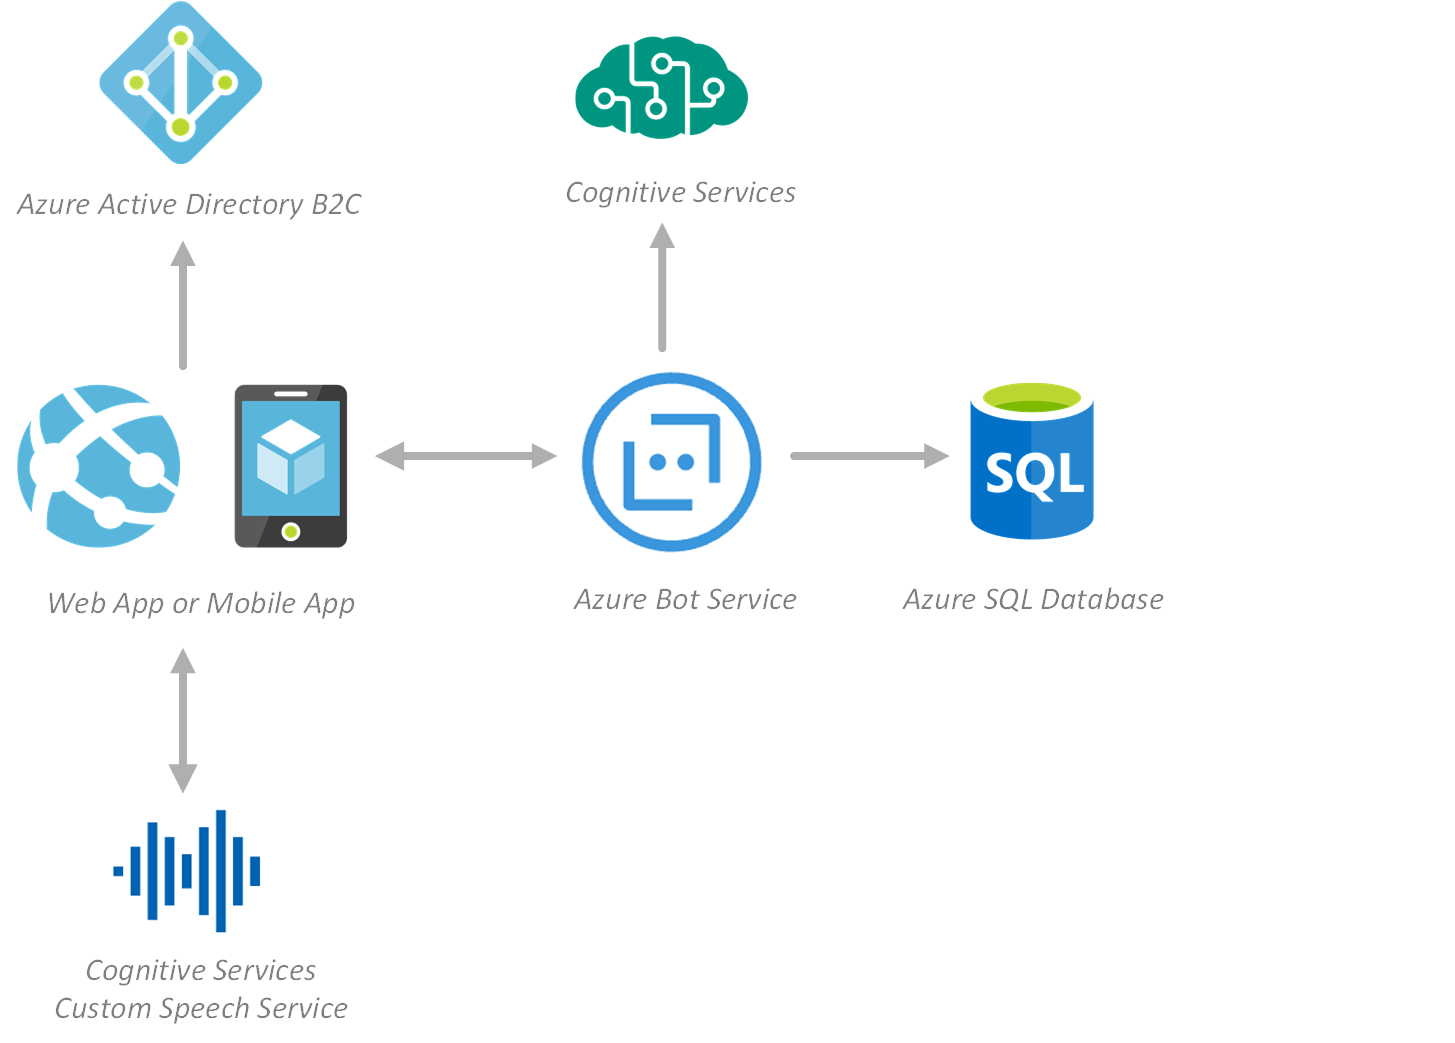 Azure Active Directory B2C
Cognitive Services
SQL
Web App or Mobile App
Azure Bot Service
Azure SQL Database
Cognitive Services
Custom Speech Service